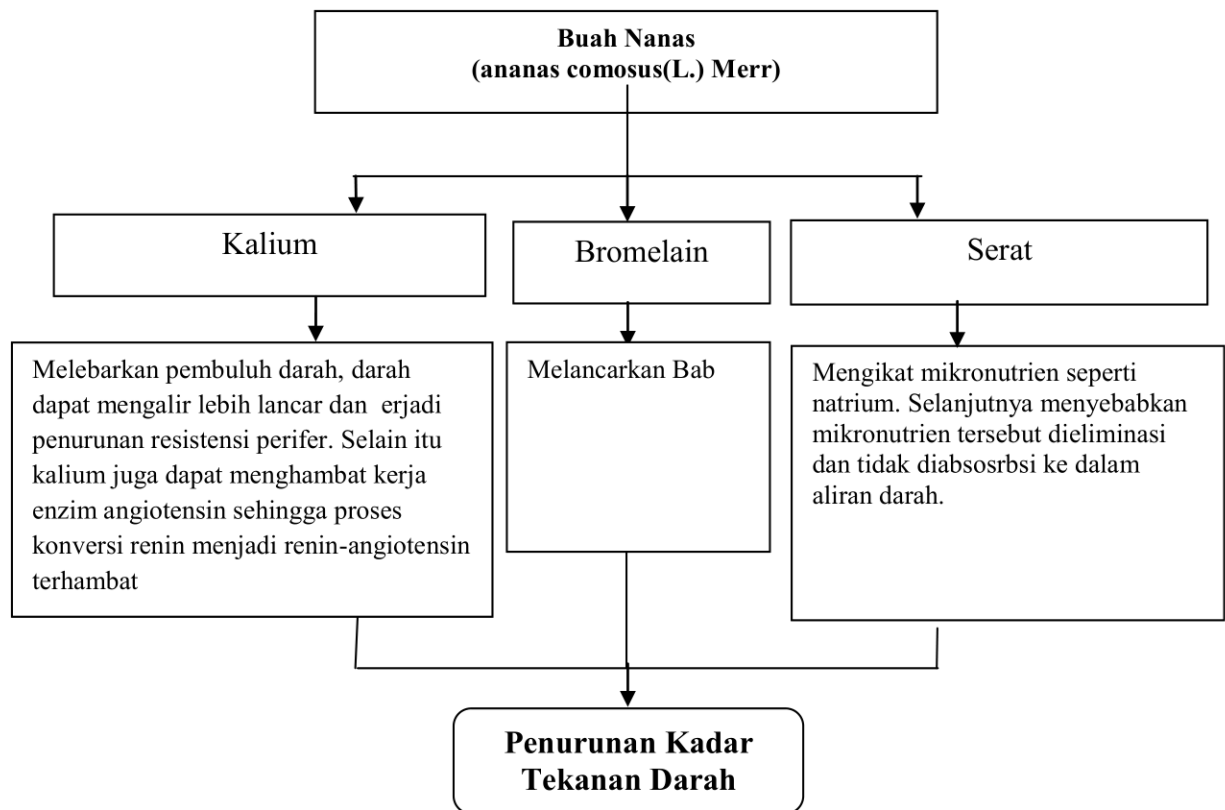 Buah Nanas
(ananas comosus(L.) Merr)
Kalium
Bromelain
Serat
Melebarkan pembuluh darah, darah
dapat mengalir lebih lancar dan  erjadi
penurunan resistensi perifer. Selain itu
kalium juga dapat menghambat kerja
enzim angiotensin sehingga proses
konversi renin menjadi renin-angiotensin
terhambat
Melancarkan Bab
Mengikat mikronutrien seperti
natrium. Selanjutnya menyebabkan
mikronutrien tersebut dieliminasi
dan tidak diabsosrbsi ke dalam
aliran darah.
Penurunan Kadar
Tekanan Darah